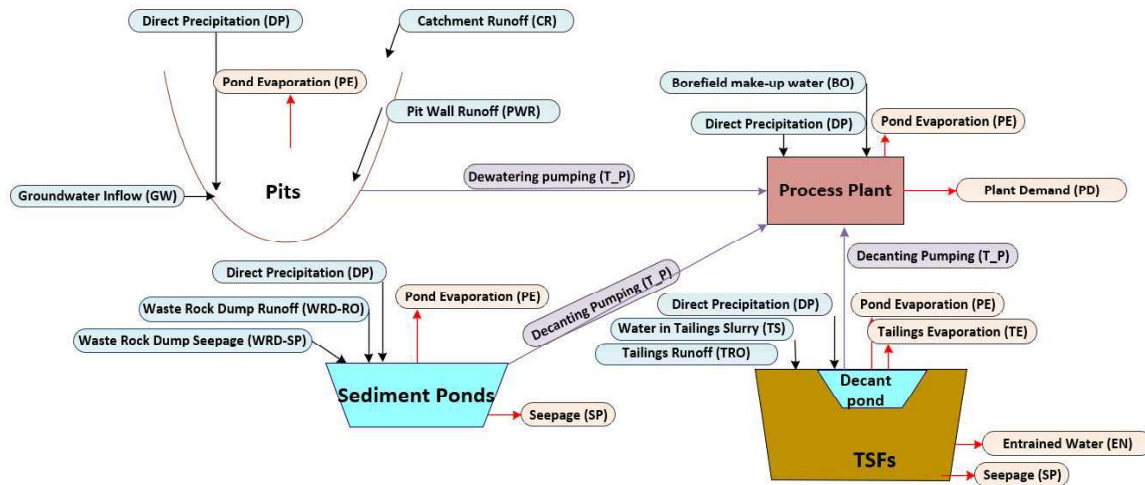 Direct Precipitation (DP)
Catchment Runoff (CR)
Pond Evaporation (PE)
Pit Wall Runoff (PWR)
Groundwater Inflow (GW)
Pits
Dewatering pumping (T_P)
Borefield make-up water (BO)
Direct Precipitation (DP)
Pond Evaporation (PE)
Process Plant
Plant Demand (PD)
Direct Precipitation (DP)
Waste Rock Dump Runoff (WRD-RO)
Waste Rock Dump Seepage (WRD-SP)
Pond Evaporation (PE)
Decanting Pumping (T_P)
Sediment Ponds
Seepage (SP)
Decanting Pumping (T_P)
Direct Precipitation (DP)
Water in Tailings Slurry (TS)
Tailings Runoff (TRO)
Pond Evaporation (PE)
Tailings Evaporation (TE)
Decant
pond
TSFs
Entrained Water (EN)
Seepage (SP)